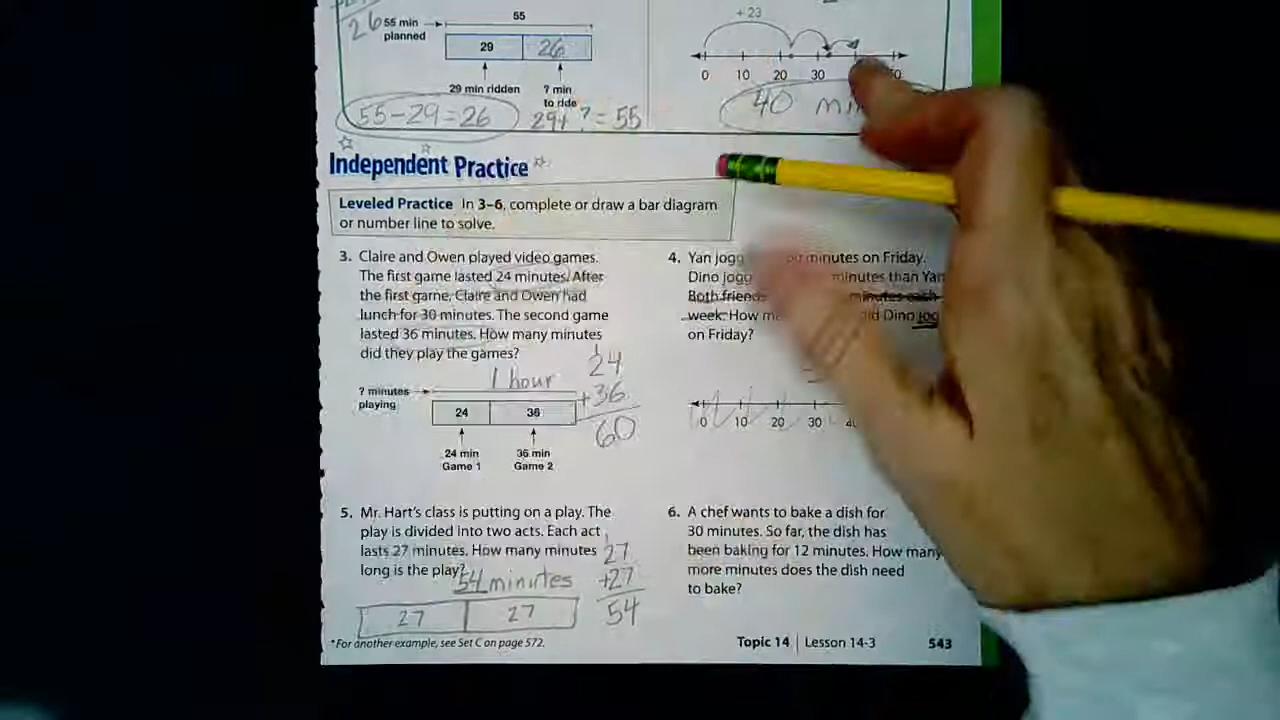 26
55 min
planned
55
29
26
29 min ridden
? min
to ride
55-29=26
29+ ? = 55
+23
0 10 20 30
40
Independent Practice
Leveled Practice In 3–6, complete or draw a bar diagram
or number line to solve.
3. Claire and Owen played video games.
The first game lasted 24 minutes. After
the first game, Claire and Owen had
lunch for 30 minutes. The second game
lasted 36 minutes. How many minutes
did they play the games?
1 hour
? minutes
playing
24 36
24 min
Game 1
36 min
Game 2
1
24
+36
60
4. Yan minutes on Friday.
Dino minutes than Yan
Both minutes each
week. How Dino jog
on Friday?
0 10 20 30
5. Mr. Hart's class is putting on a play. The
play is divided into two acts. Each act
lasts 27 minutes. How many minutes
long is the play?
54 minutes
27 27
1
27
+27
54
6. A chef wants to bake a dish for
30 minutes. So far, the dish has
been baking for 12 minutes. How many
more minutes does the dish need
to bake?
*For another example, see Set C on page 572.
Topic 14 | Lesson 14-3 543